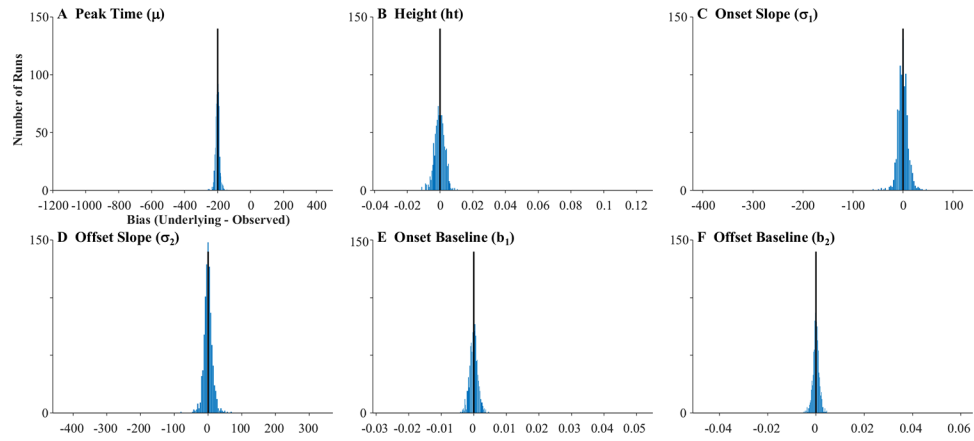 A Peak Time (μ)
B Height (ht)
C Onset Slope (σ1)
Number of Runs
150
100
50
0
-1200 -1000 -800 -600 -400 -200 0 200 400
Bias (Underlying - Observed)
150
0
-0.04 -0.02 0 0.02 0.04 0.06 0.08 0.1 0.12
150
0
-400 -300 -200 -100 0 100
D Offset Slope (σ2)
E Onset Baseline (b1)
F Offset Baseline (b2)
150
0
-400 -300 -200 -100 0 100 200 300
150
0
-0.03 -0.02 -0.01 0 0.01 0.02 0.03 0.04 0.05
150
0
-0.04 -0.02 0 0.02 0.04 0.06